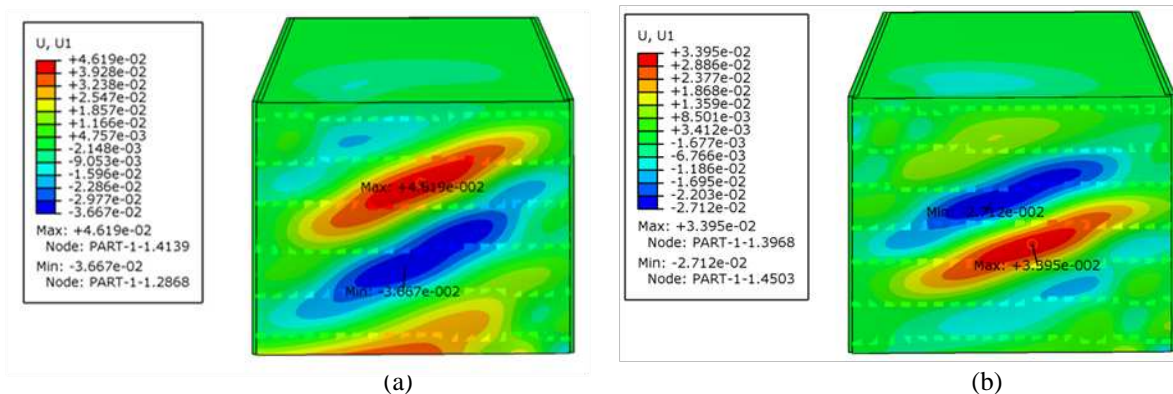 U, U1
+4.619e-02
+3.928e-02
+3.238e-02
+2.547e-02
+1.857e-02
+1.166e-02
+4.757e-03
-2.148e-03
-9.053e-03
-1.596e-02
-2.286e-02
-2.977e-02
-3.667e-02
Max: +4.619e-02
Node: PART-1-1.4139
Min: -3.667e-02
Node: PART-1-1.2868
Max: +4.619e-002
Min: -3.667e-002
(a)
U, U1
+3.395e-02
+2.886e-02
+2.377e-02
+1.868e-02
+1.359e-02
+8.501e-03
+3.412e-03
-1.677e-03
-6.766e-03
-1.186e-02
-1.695e-02
-2.203e-02
-2.712e-02
Max: +3.395e-02
Node: PART-1-1.3968
Min: -2.712e-02
Node: PART-1-1.4503
Min: -2.712e-002
Max: +3.395e-002
(b)